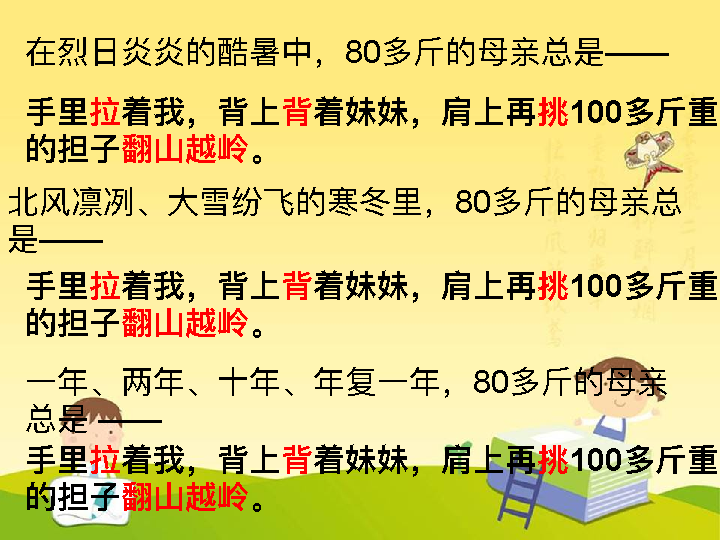 在烈日炎炎的酷暑中，80多斤的母亲总是——
手里拉着我，背上背着妹妹，肩上再挑100多斤重
的担子翻山越岭。
北风凛冽、大雪纷飞的寒冬里，80多斤的母亲总
是——
手里拉着我，背上背着妹妹，肩上再挑100多斤重
的担子翻山越岭。
一年、两年、十年、年复一年，80多斤的母亲
总是 ——
手里拉着我，背上背着妹妹，肩上再挑100多斤重
的担子翻山越岭。